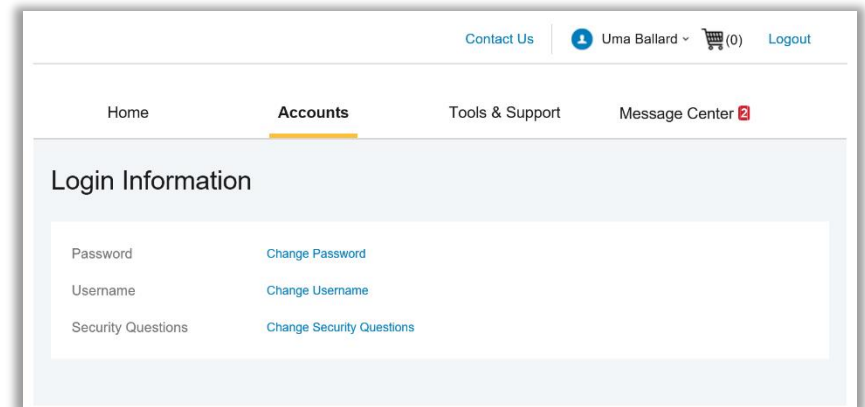 Contact Us Uma Ballard (0) Logout
Home Accounts Tools & Support Message Center 2
Login Information
Password Change Password
Username Change Username
Security Questions Change Security Questions